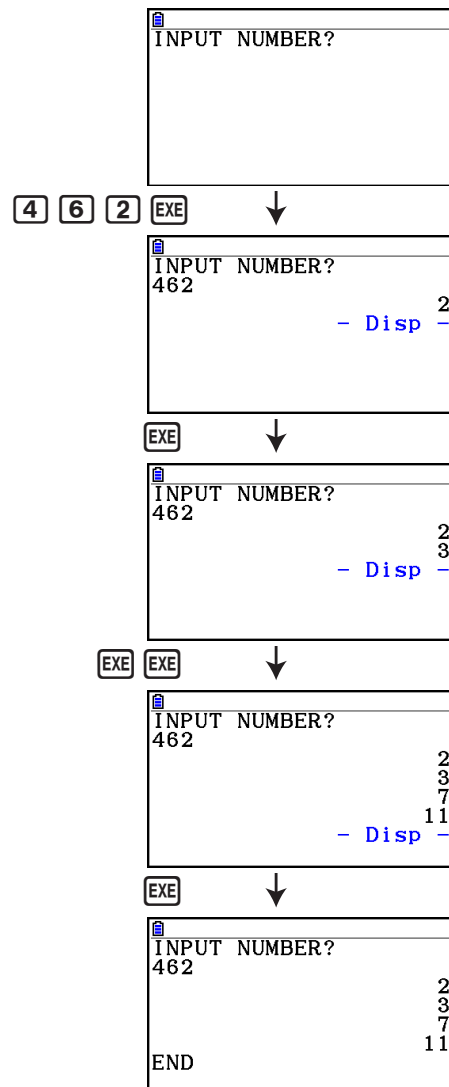 INPUT NUMBER?
4 6 2 EXE
INPUT NUMBER?
462
2
- Disp -
EXE
INPUT NUMBER?
462
2
3
- Disp -
EXE EXE
INPUT NUMBER?
462
2
3
7
11
- Disp -
EXE
INPUT NUMBER?
462
2
3
7
11
END